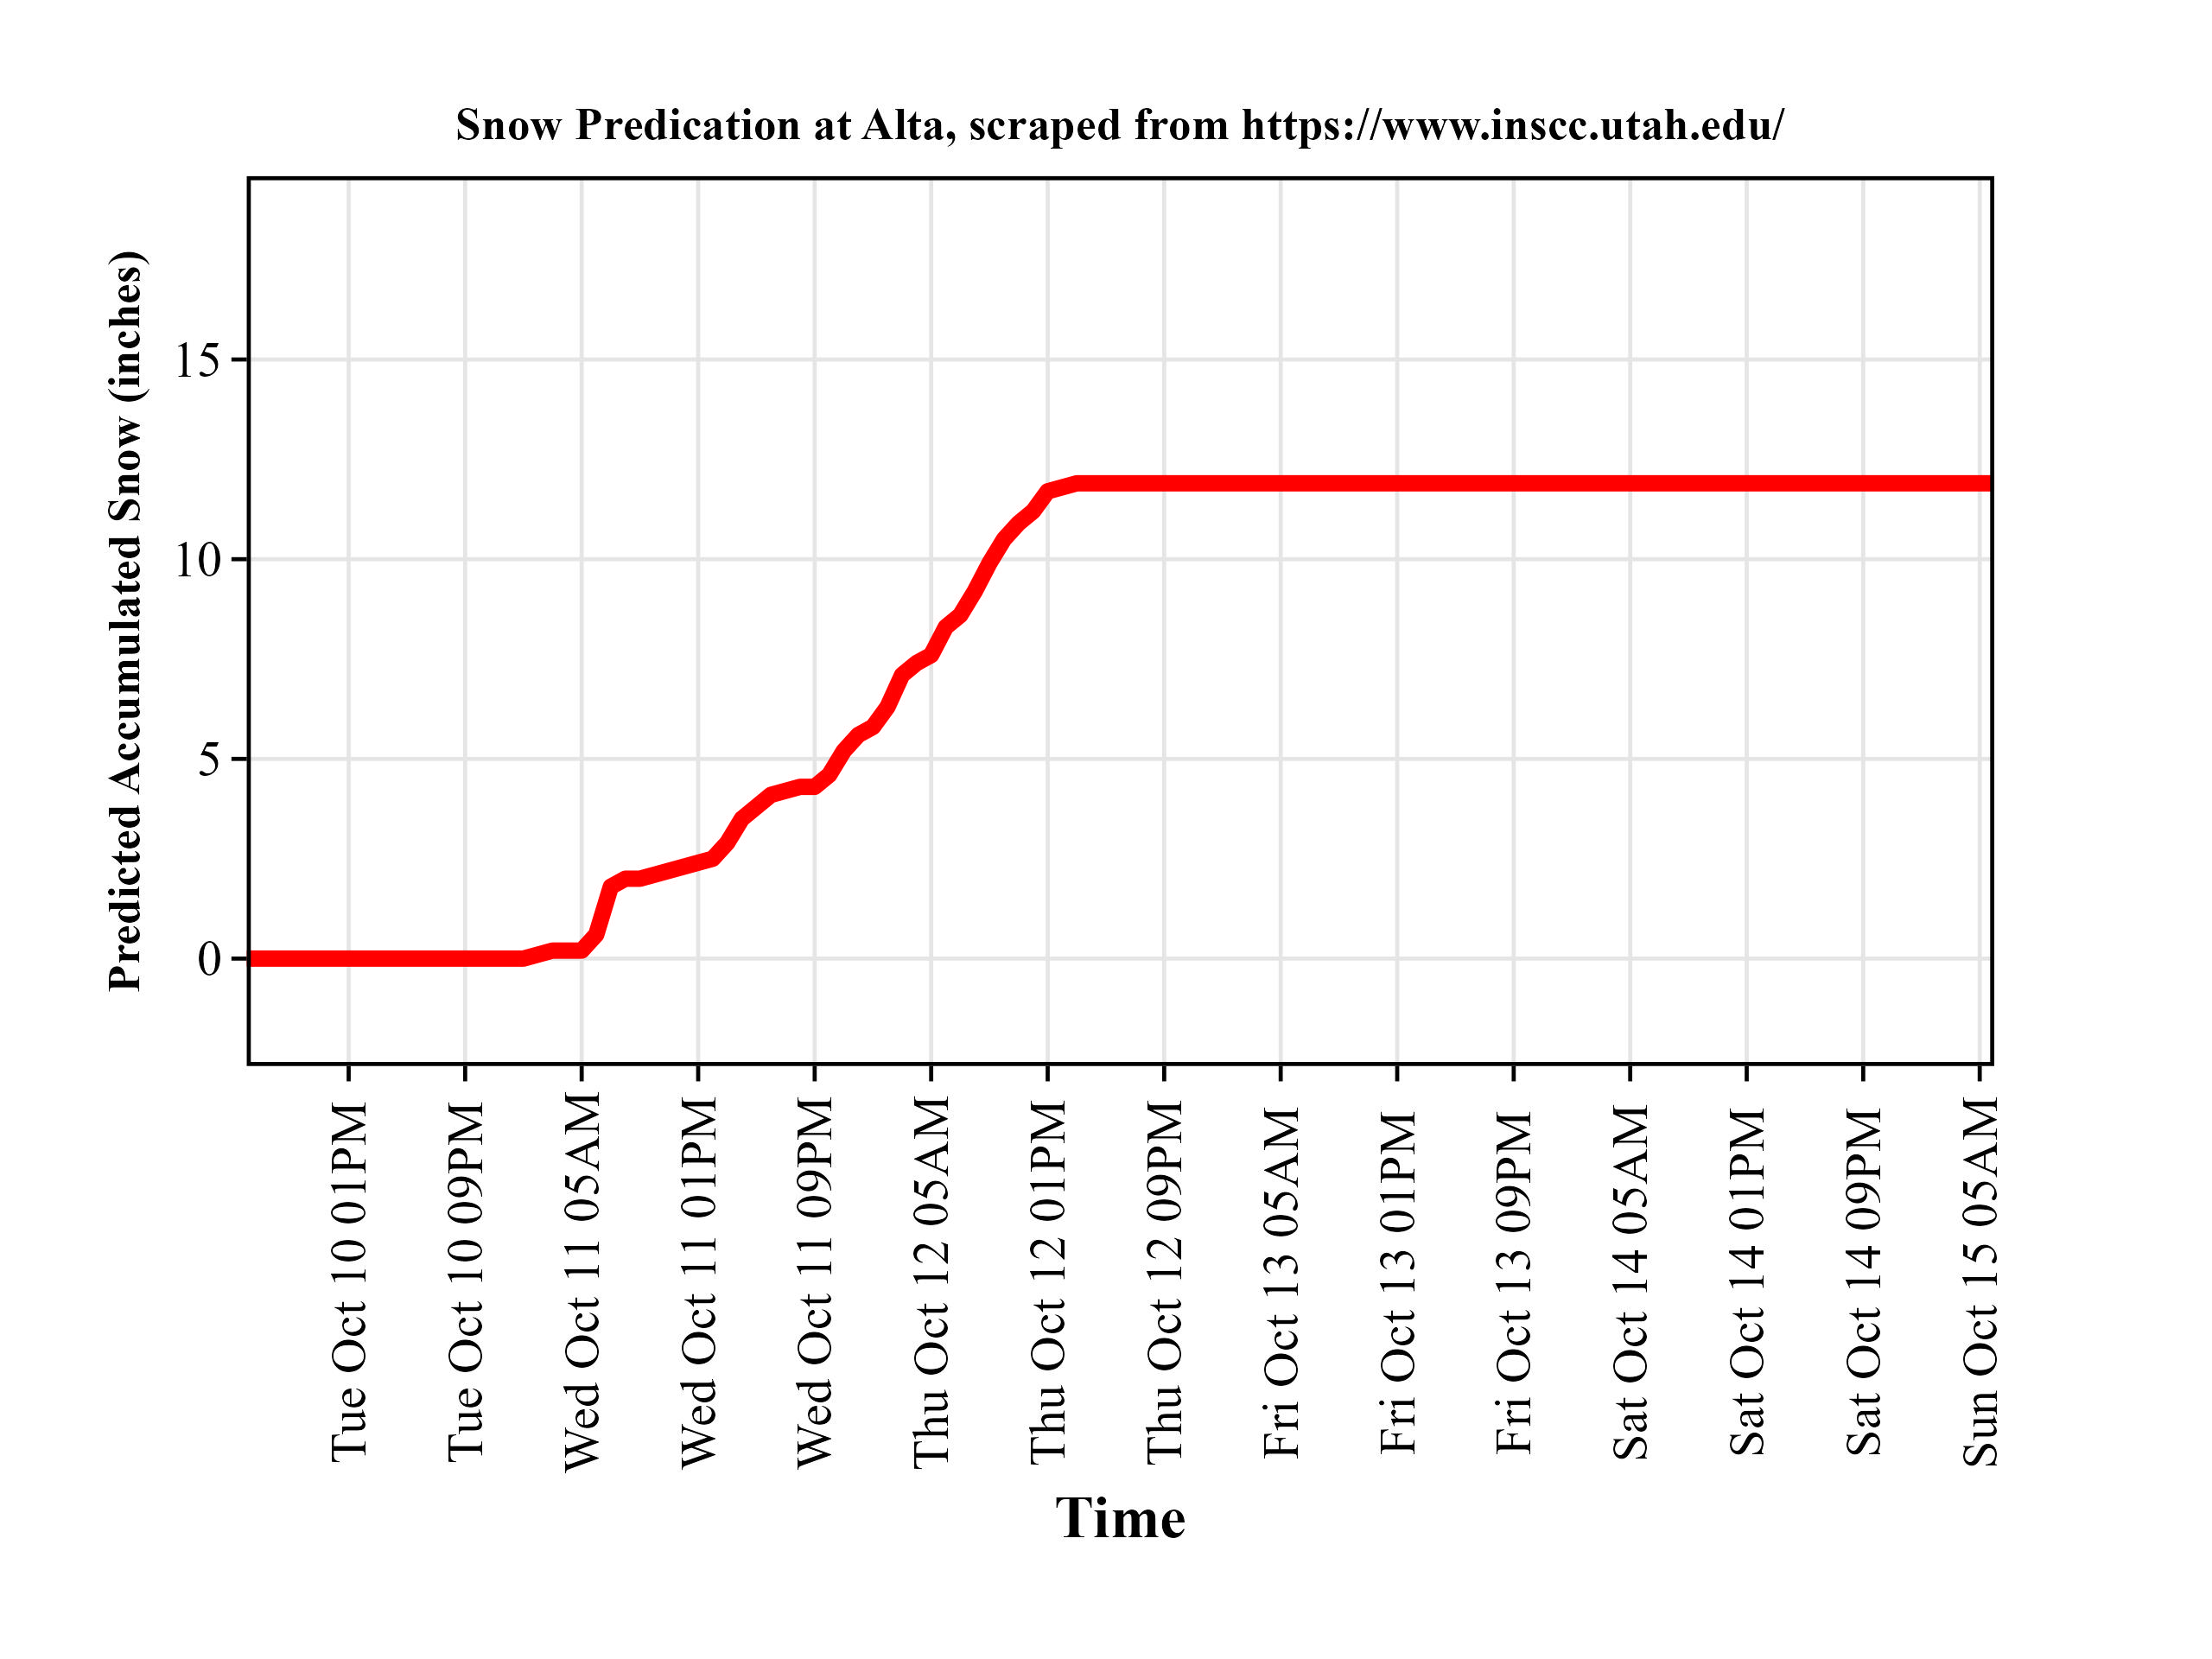 Snow Predication at Alta, scraped from https://www.inscc.utah.edu/
Predicted Accumulated Snow (inches)
15
10
5
0
Tue Oct 10 01PM
Tue Oct 10 09PM
Wed Oct 11 05AM
Wed Oct 11 01PM
Wed Oct 11 09PM
Thu Oct 12 05AM
Thu Oct 12 01PM
Thu Oct 12 09PM
Fri Oct 13 05AM
Fri Oct 13 01PM
Fri Oct 13 09PM
Sat Oct 14 05AM
Sat Oct 14 01PM
Sat Oct 14 09PM
Sun Oct 15 05AM
Time